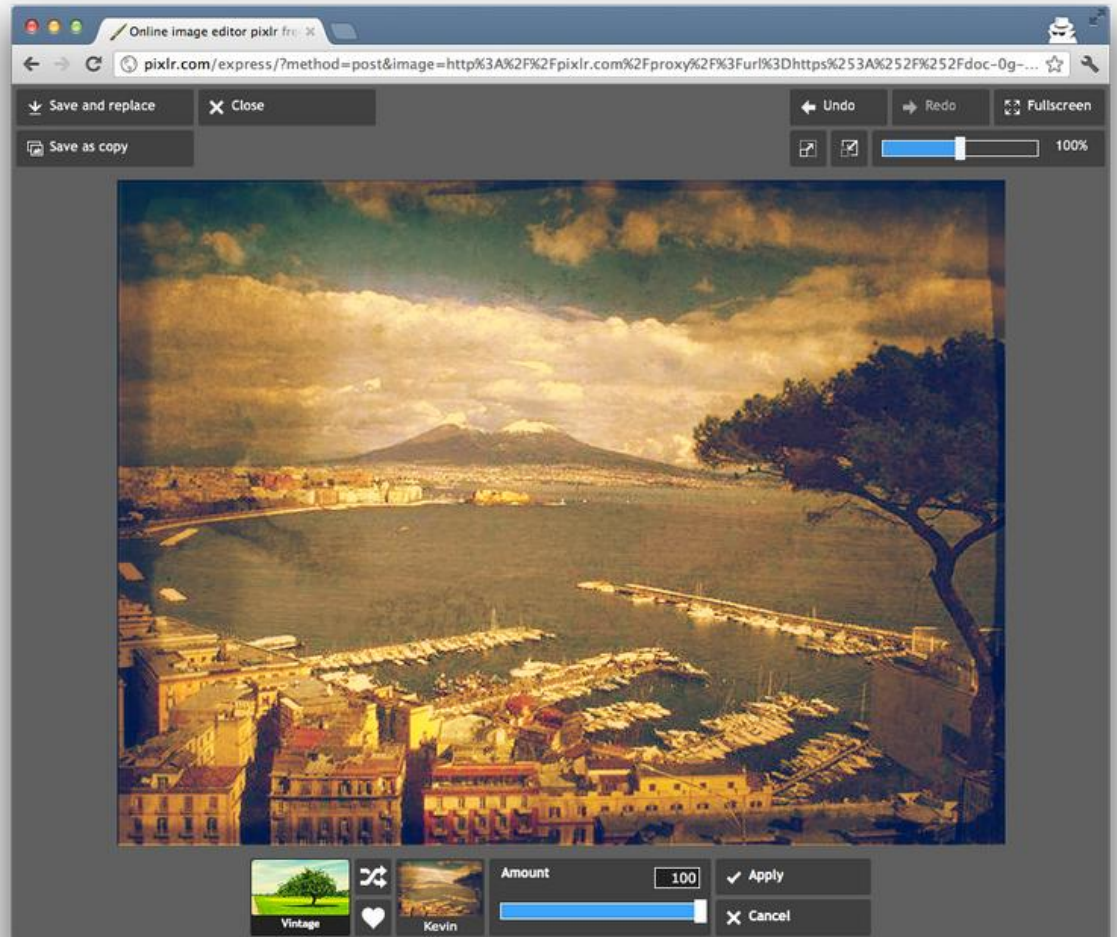 Online image editor pixlr fre
pixlr.com/express/?method=post&image=http%3A%2F%2Fpixlr.com%2Fproxy%2F%3Furl%3Dhttps%253A%252F%252Fdoc-0g-...
Save and replace
Close
Undo
Redo
Fullscreen
Save as copy
100%
Amount
100
Apply
Vintage
Kevin
Cancel